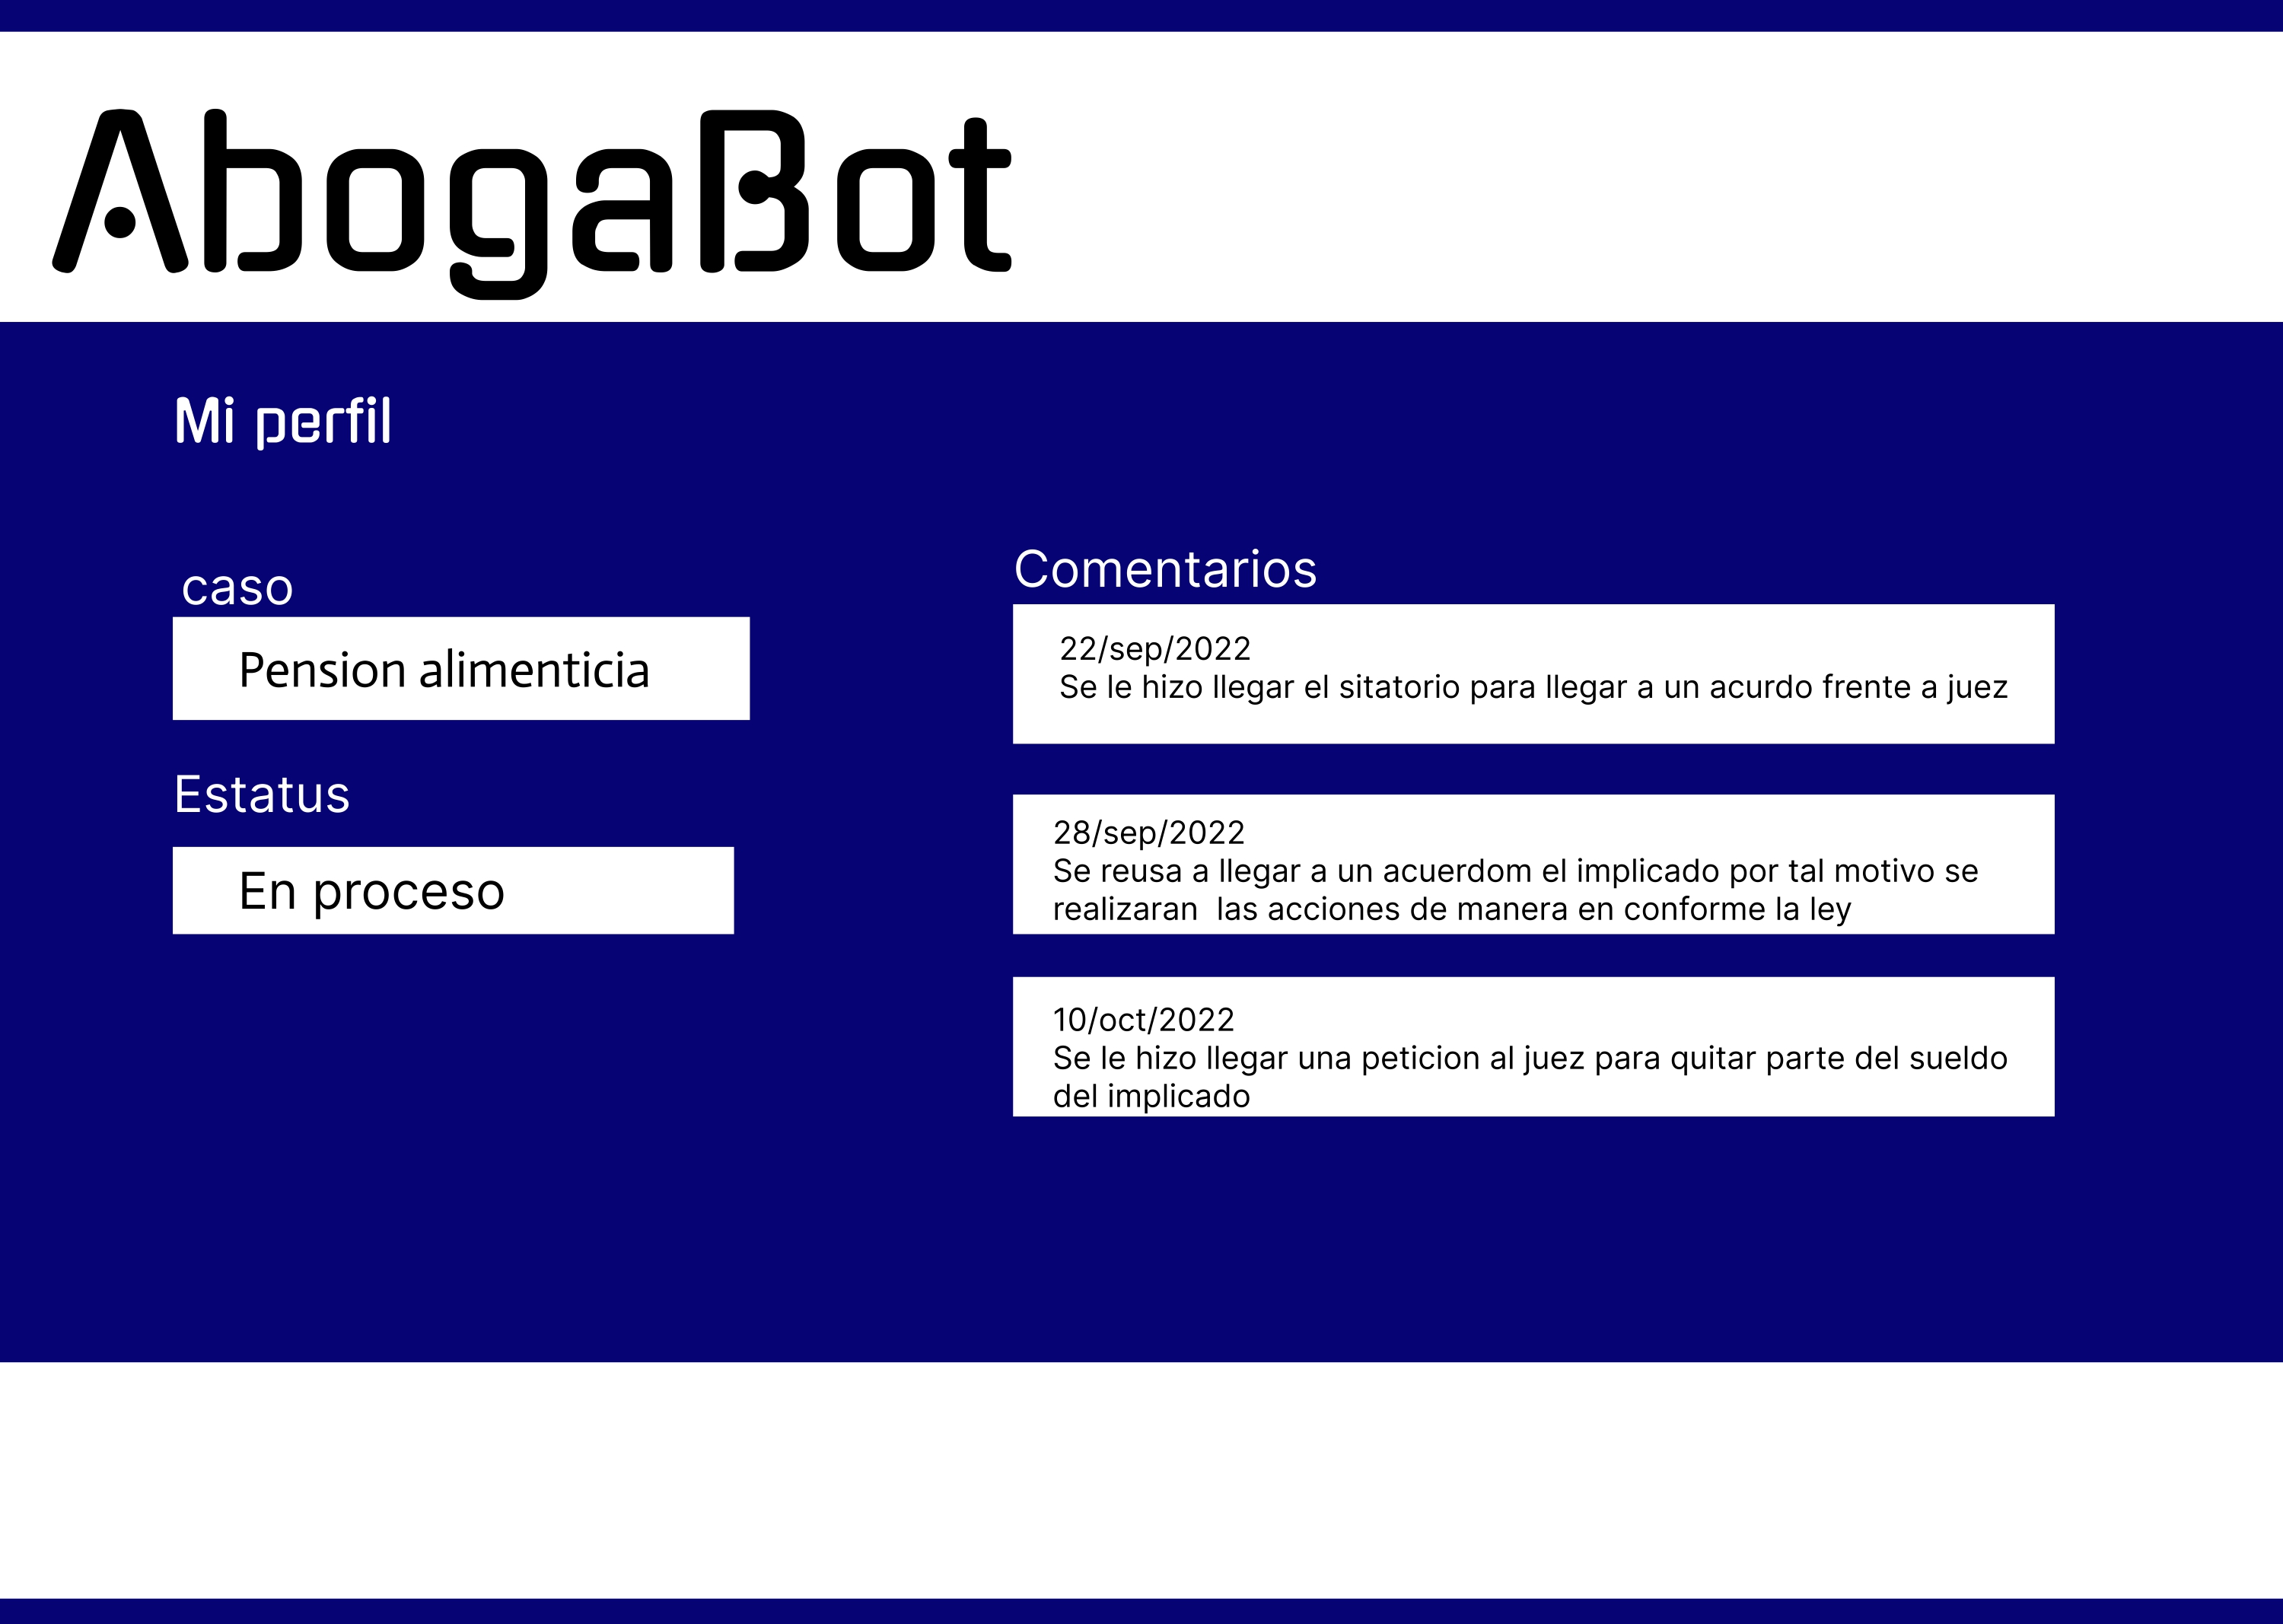 AbogaBot
Mi perfil
caso
Pension alimenticia
Estatus
En proceso
Comentarios
22/sep/2022
Se le hizo llegar el sitatorio para llegar a un acurdo frente a juez
28/sep/2022
Se reusa a llegar a un acuerdom el implicado por tal motivo se
realizaran  las acciones de manera en conforme la ley
10/oct/2022
Se le hizo llegar una peticion al juez para quitar parte del sueldo
del implicado